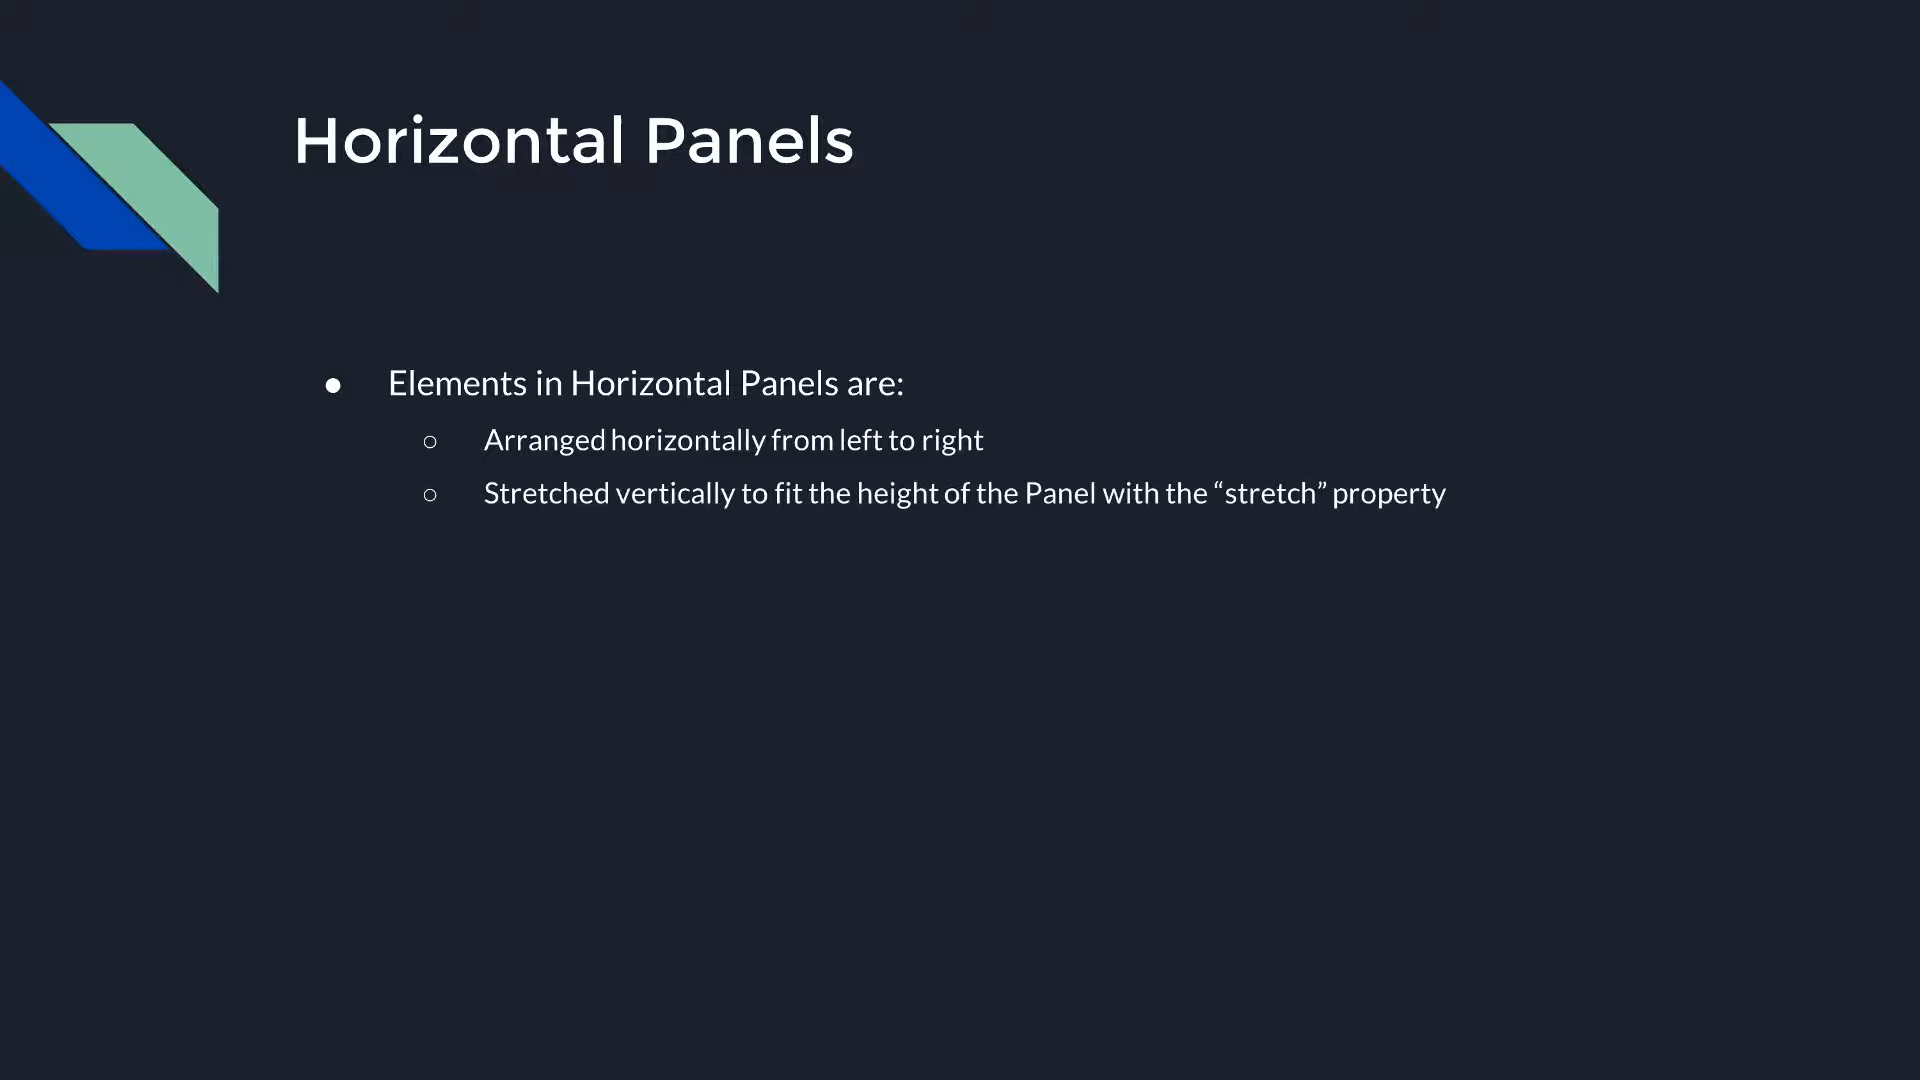 Horizontal Panels
● Elements in Horizontal Panels are:
○ Arranged horizontally from left to right
○ Stretched vertically to fit the height of the Panel with the “stretch” property